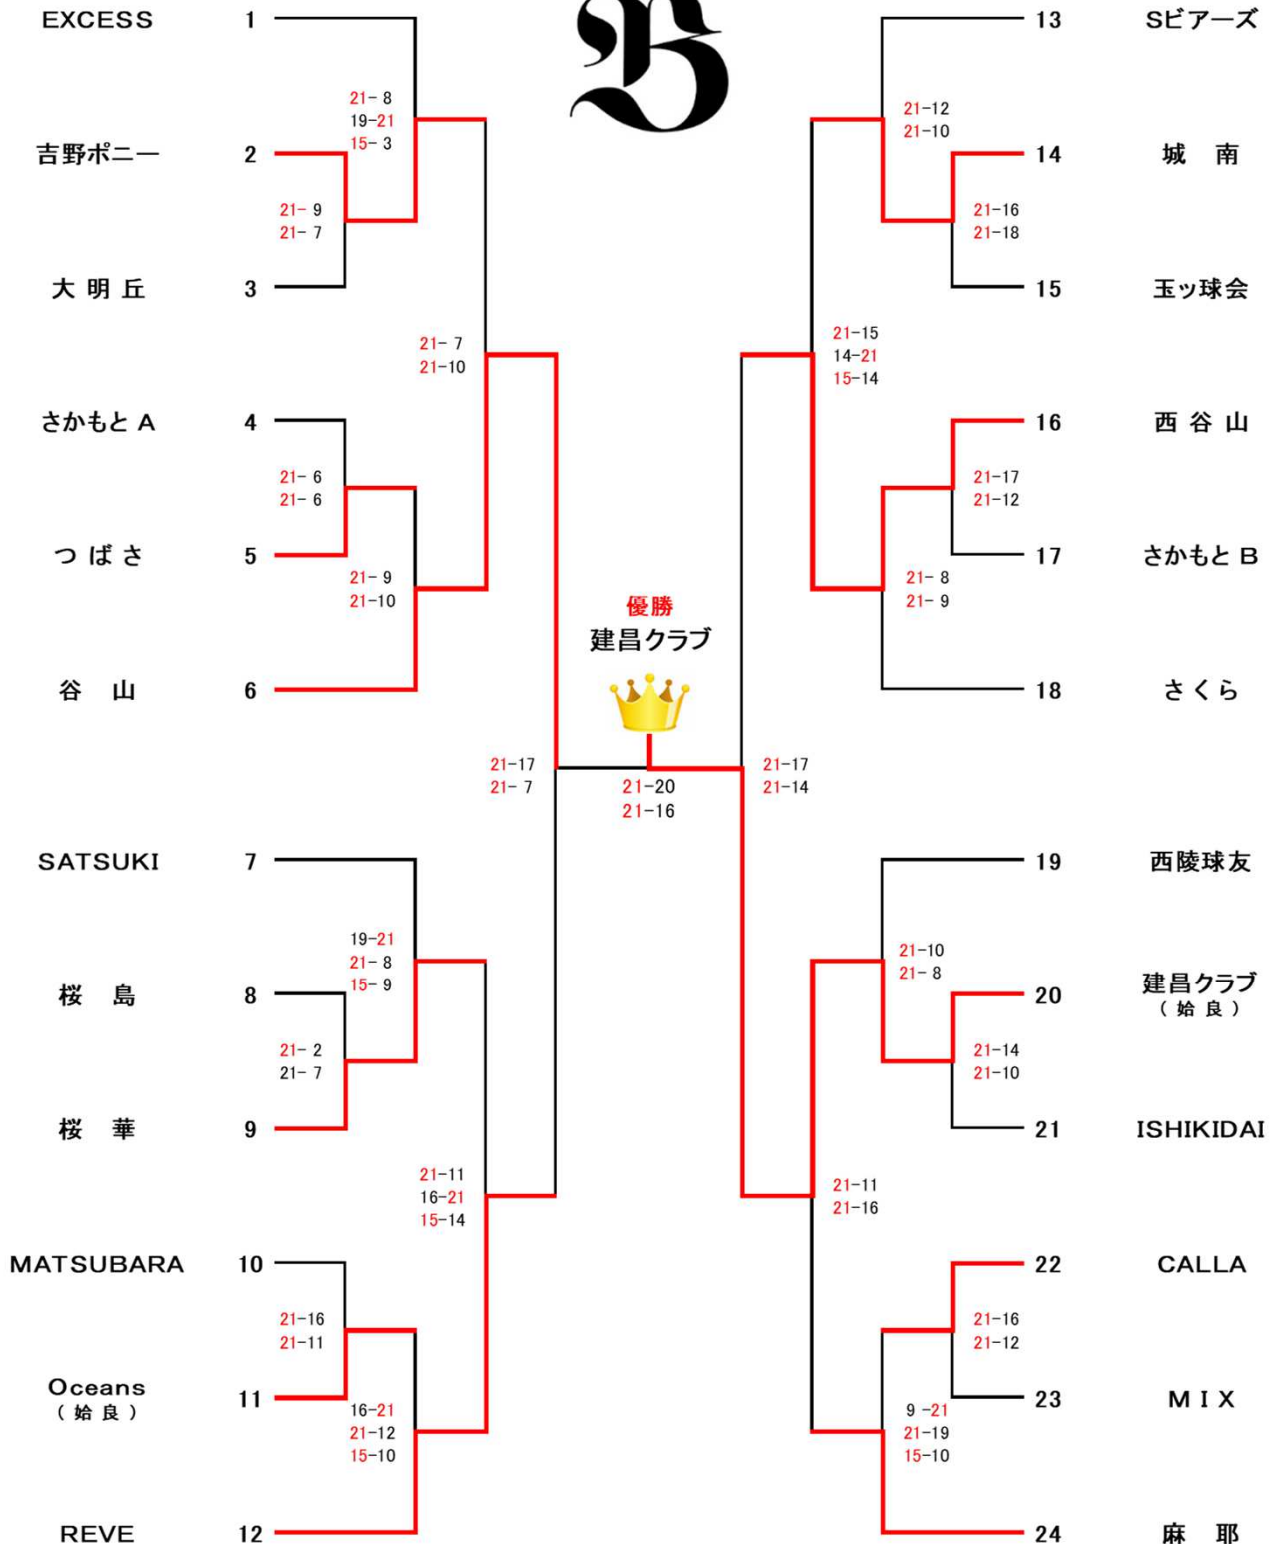 B
EXCESS 1
21- 8
19-21
15- 3
吉野ポニー 2
21- 9
21- 7
大 明 丘 3
21- 7
21-10
さかもと A 4
21- 6
21- 6
つ ば さ 5
21- 9
21-10
谷 山 6
21-17
21- 7
SATSUKI 7
19-21
21- 8
15- 9
桜 島 8
21- 2
21- 7
桜 華 9
21-11
16-21
15-14
MATSUBARA 10
21-16
21-11
Oceans 11
( 姶 良 )
16-21
21-12
15-10
REVE 12
優勝
建昌クラブ
21-20
21-16
13 Sビアーズ
21-12
21-10
14 城 南
21-16
21-18
15 玉ッ球会
21-15
14-21
15-14
16 西 谷 山
21-17
21-12
17 さかもと B
21- 8
21- 9
18 さ く ら
21-17
21-14
19 西陵球友
21-10
21- 8
20 建昌クラブ
( 姶 良 )
21-14
21-10
21 ISHIKIDAI
21-11
21-16
22 CALLA
21-16
21-12
23 M I X
9 -21
21-19
15-10
24 麻 耶